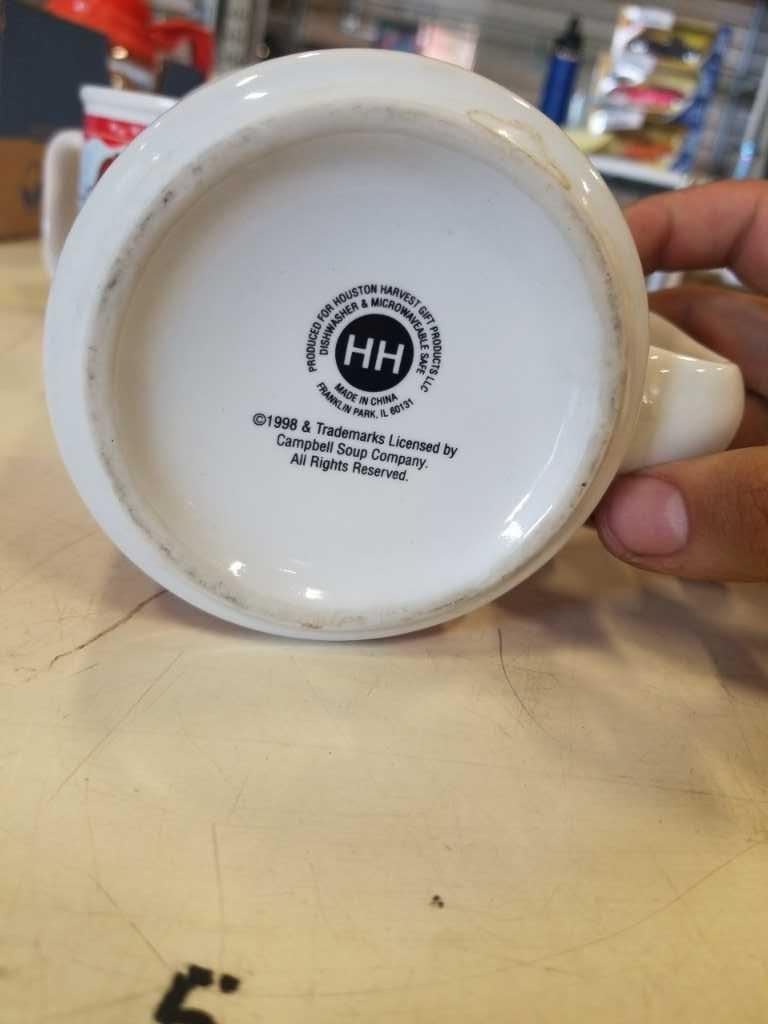 PRODUCED FOR HOUSTON HARVEST GIFT PRODUCTS LLC
DISHWASHER & MICROWAVEABLE SAFE
HH
MADE IN CHINA
FRANKLIN PARK, IL 60131
©1998 & Trademarks Licensed by
Campbell Soup Company.
All Rights Reserved.
5